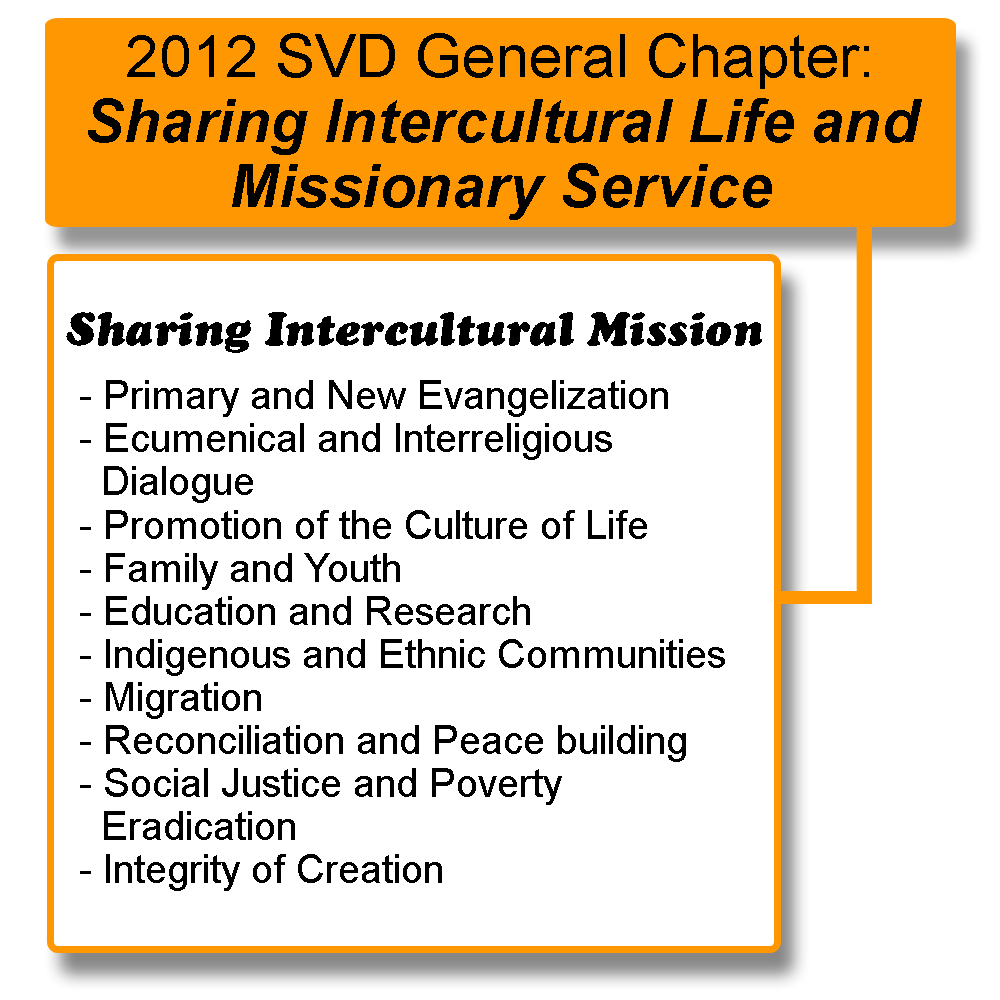 2012 SVD General Chapter:
Sharing Intercultural Life and
Missionary Service
Sharing Intercultural Mission
- Primary and New Evangelization
- Ecumenical and Interreligious
Dialogue
- Promotion of the Culture of Life
- Family and Youth
- Education and Research
- Indigenous and Ethnic Communities
- Migration
- Reconciliation and Peace building
- Social Justice and Poverty
Eradication
- Integrity of Creation